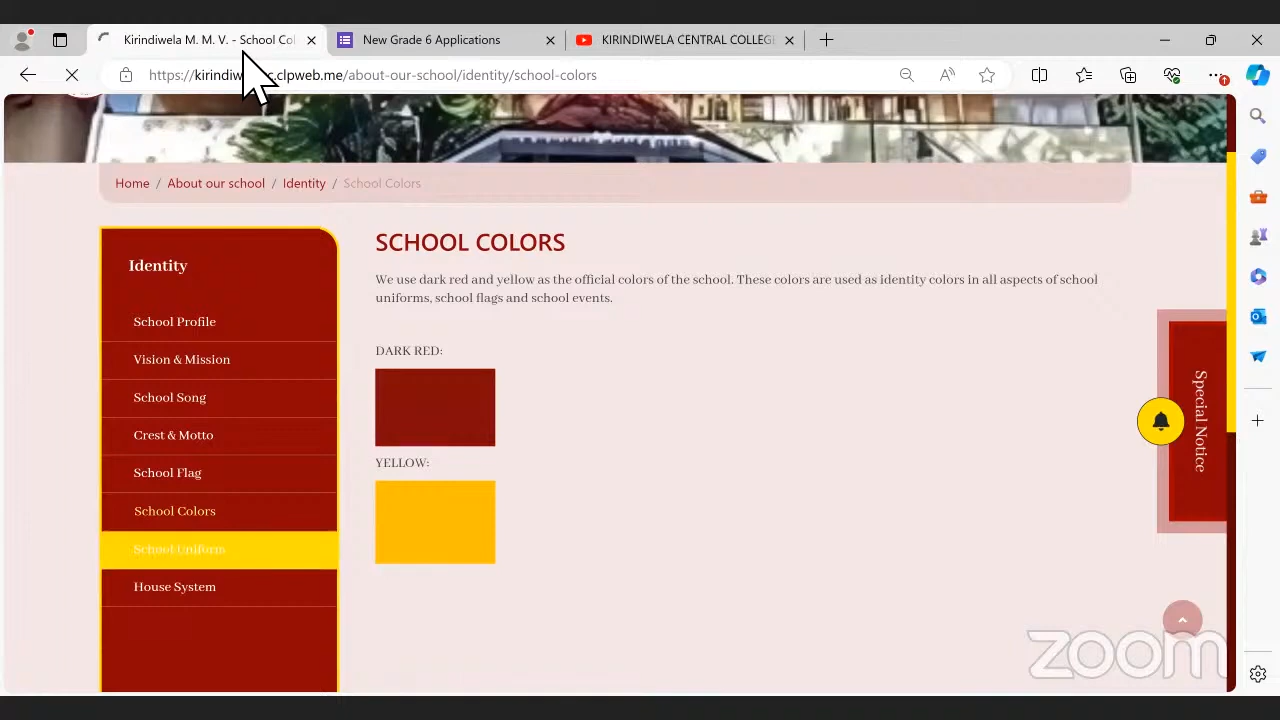 Kirindiwela M. M. V. - School Col
New Grade 6 Applications
KIRINDIWELA CENTRAL COLLEGE
c.clpweb.me/about-our-school/identity/school-colors
Home / About our school / Identity / School Colors
Identity
School Profile
Vision & Mission
School Song
Crest & Motto
School Flag
School Colors
School Uniform
House System
SCHOOL COLORS
We use dark red and yellow as the official colors of the school. These colors are used as identity colors in all aspects of school
uniforms, school flags and school events.
DARK RED:
YELLOW:
Special Notice
zoom